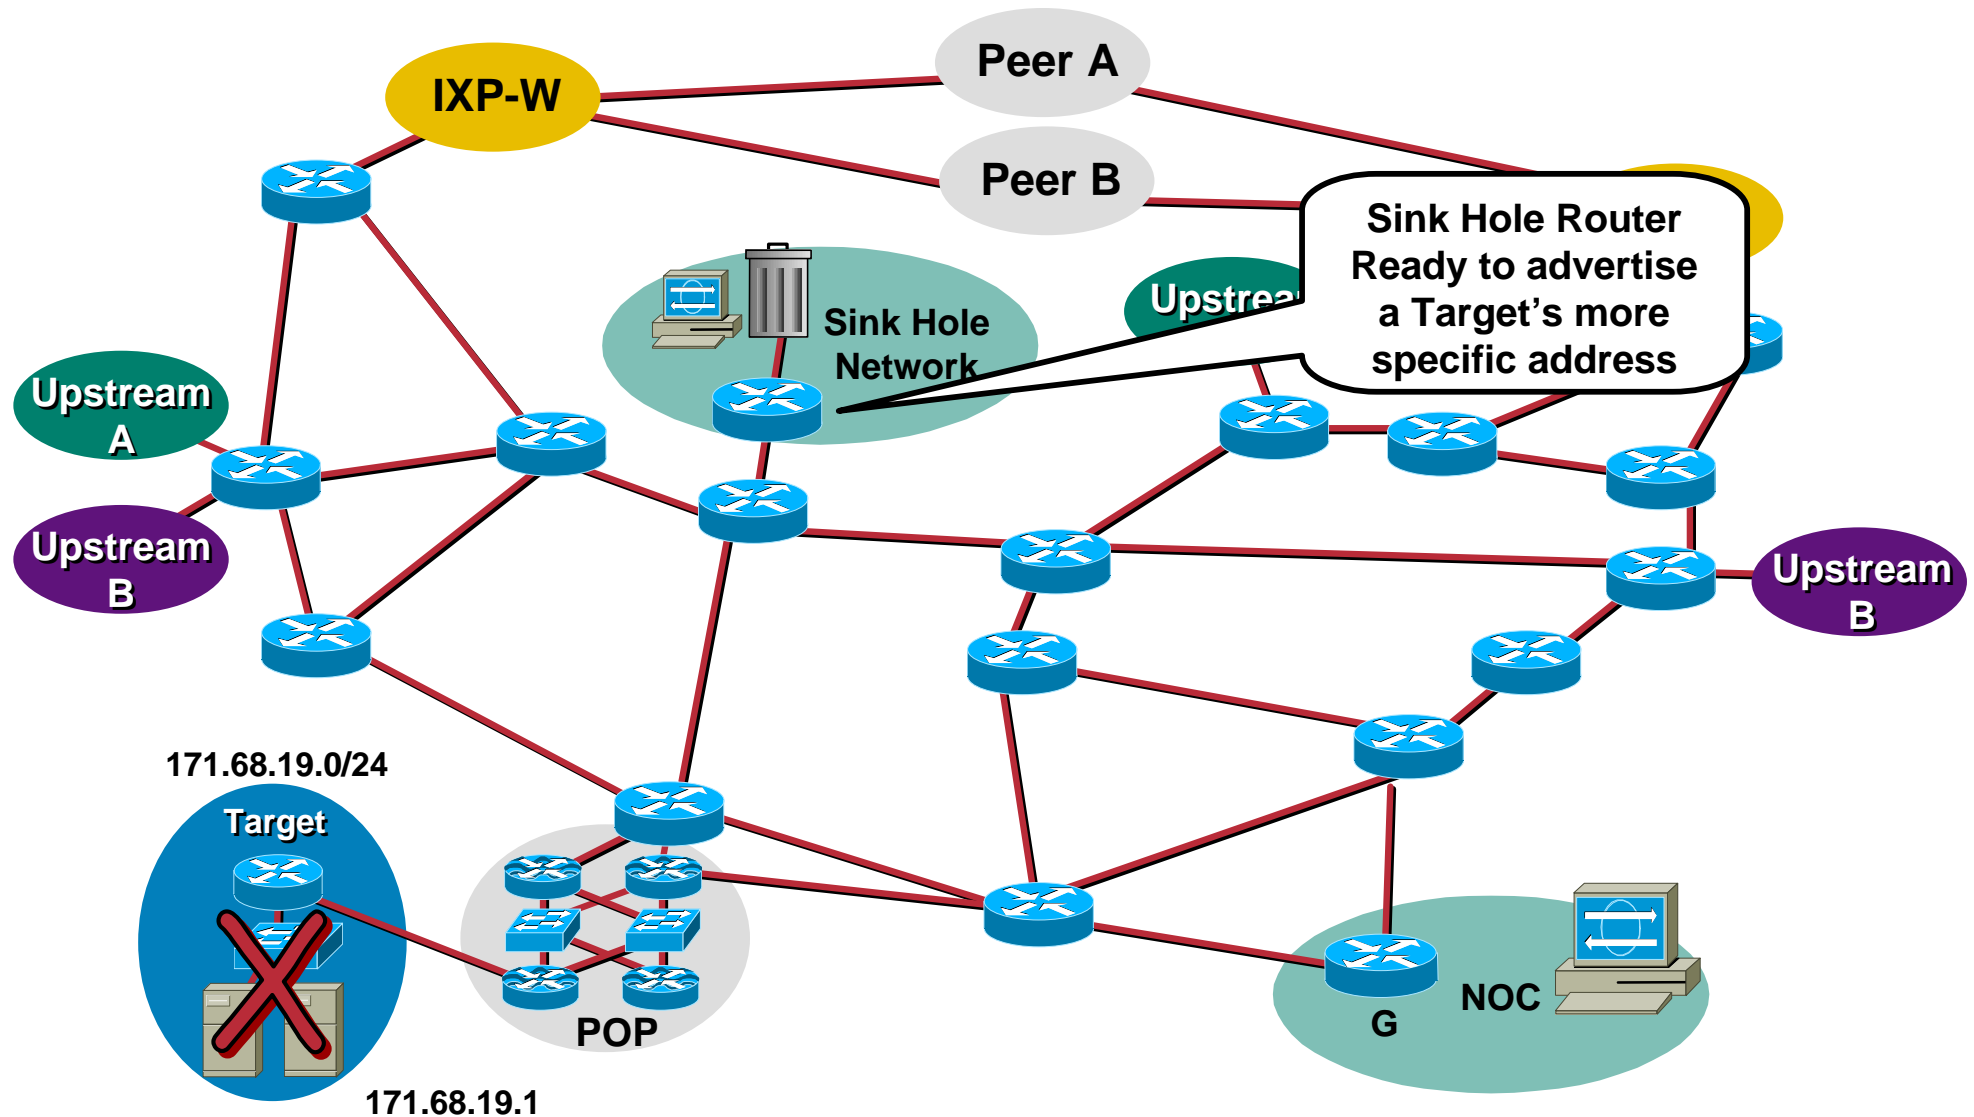 Peer A
IXP-W
Peer B
Sink Hole Router
Ready to advertise
a Target's more
specific address
Sink Hole
Network
Upstream
A
Upstream
B
Upstream
B
171.68.19.0/24
Target
POP
NOC
G
171.68.19.1